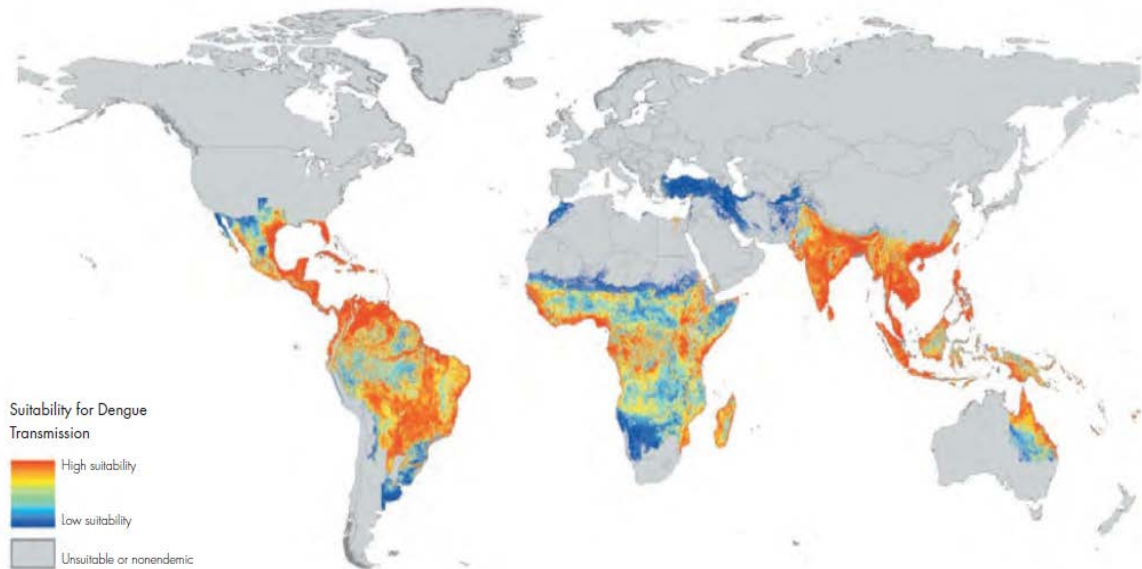 Suitability for Dengue
Transmission
High suitability
Low suitability
Unsuitable or nonendemic